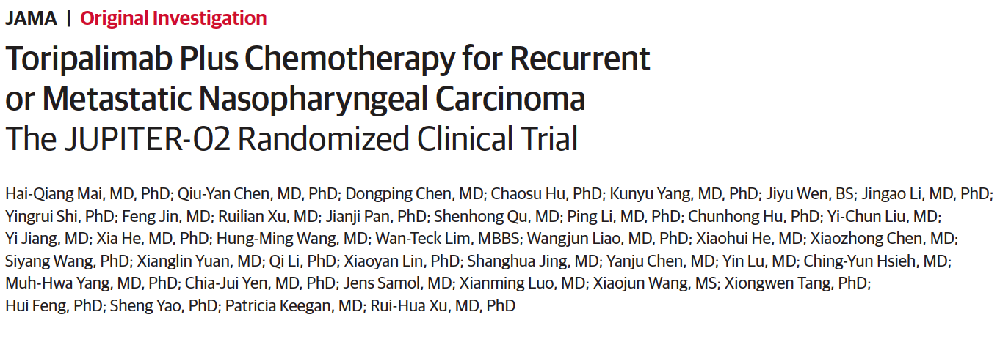 JAMA | Original Investigation
Toripalimab Plus Chemotherapy for Recurrent
or Metastatic Nasopharyngeal Carcinoma
The JUPITER-02 Randomized Clinical Trial
Hai-Qiang Mai, MD, PhD; Qiu-Yan Chen, MD, PhD; Dongping Chen, MD; Chaosu Hu, PhD; Kunyu Yang, MD, PhD; Jiyu Wen, BS; Jingao Li, MD, PhD;
Yingrui Shi, PhD; Feng Jin, MD; Ruilian Xu, MD; Jianji Pan, PhD; Shenhong Qu, MD; Ping Li, MD, PhD; Chunhong Hu, PhD; Yi-Chun Liu, MD;
Yi Jiang, MD; Xia He, MD, PhD; Hung-Ming Wang, MD; Wan-Teck Lim, MBBS; Wangjun Liao, MD, PhD; Xiaohui He, MD; Xiaozhong Chen, MD;
Siyang Wang, PhD; Xianglin Yuan, MD; Qi Li, PhD; Xiaoyan Lin, PhD; Shanghua Jing, MD; Yanju Chen, MD; Yin Lu, MD; Ching-Yun Hsieh, MD;
Muh-Hwa Yang, MD, PhD; Chia-Jui Yen, MD, PhD; Jens Samol, MD; Xianming Luo, MD; Xiaojun Wang, MS; Xiongwen Tang, PhD;
Hui Feng, PhD; Sheng Yao, PhD; Patricia Keegan, MD; Rui-Hua Xu, MD, PhD